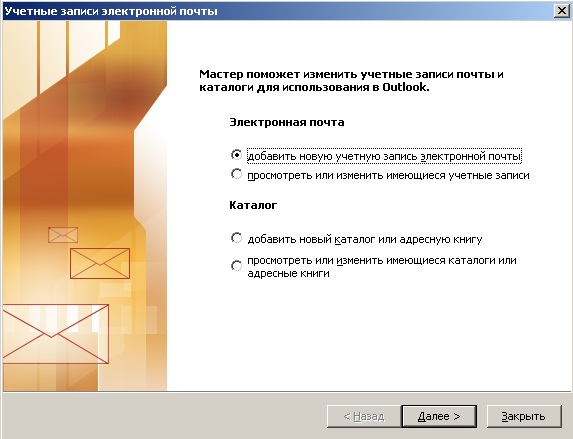 Учетные записи электронной почты
Мастер поможет изменить учетные записи почты и
каталоги для использования в Outlook.
Электронная почта
добавить новую учетную запись электронной почты
просмотреть или изменить имеющиеся учетные записи
Каталог
добавить новый каталог или адресную книгу
просмотреть или изменить имеющиеся каталоги или
адресные книги
< Назад
Далее >
Закрыть